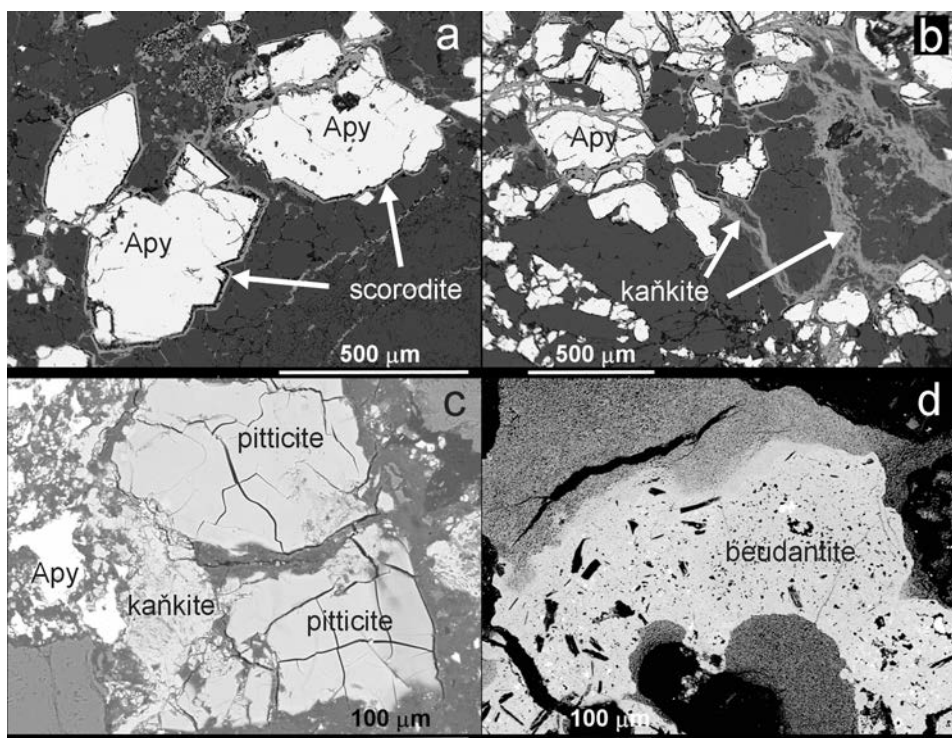 a
Apy
Apy
scorodite
500 μm
b
Apy
kaňkite
500 μm
c
pitticite
Apy
kaňkite
pitticite
100 μm
d
beudantite
100 μm